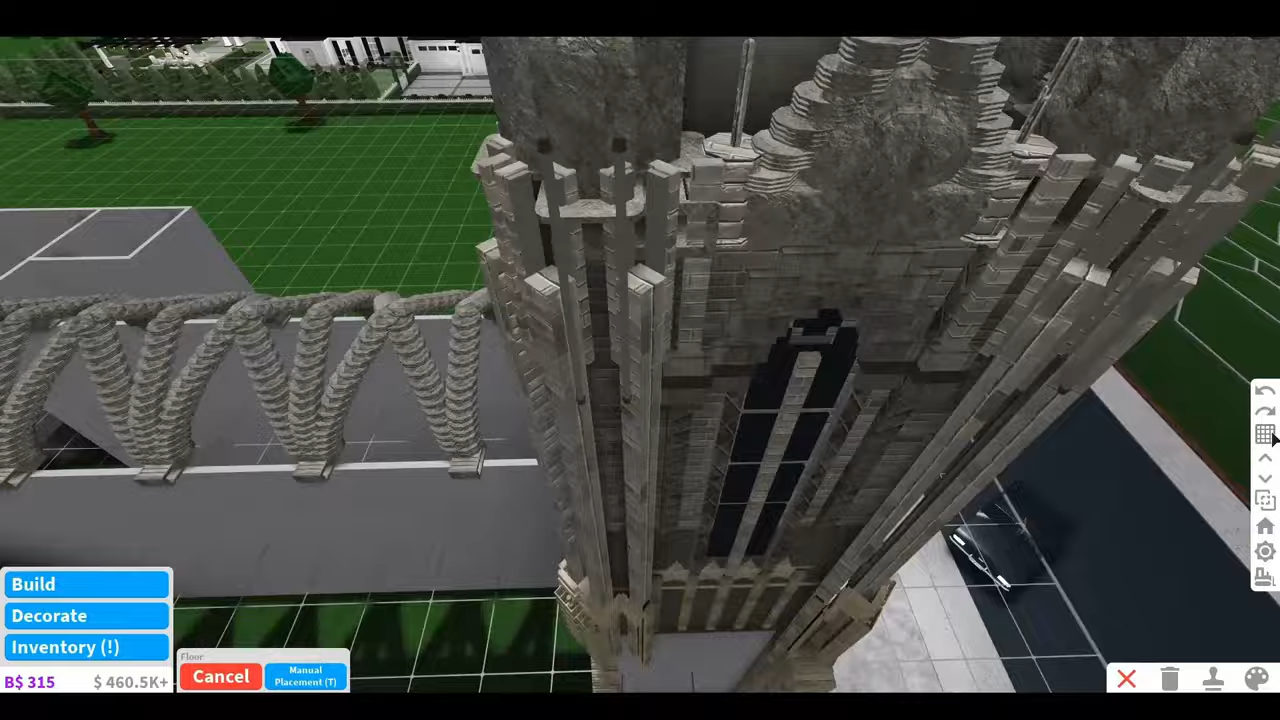 Build
Decorate
Inventory (!)
B$ 315
$ 460.5K+
Floor
Cancel
Manual
Placement (T)